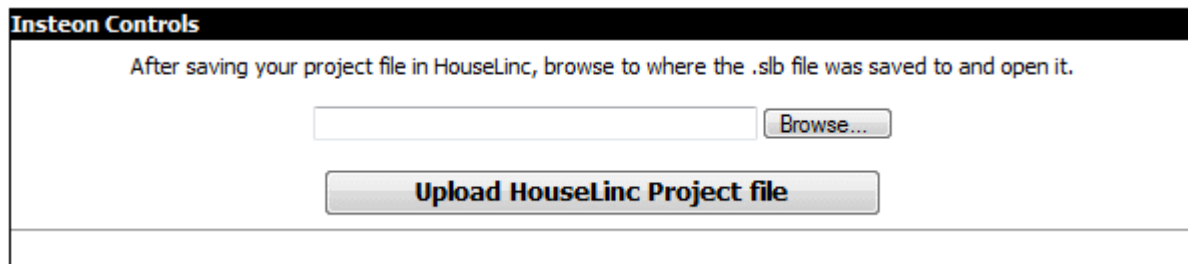 Insteon Controls
After saving your project file in HouseLinc, browse to where the .slb file was saved to and open it.
Browse...
Upload HouseLinc Project file